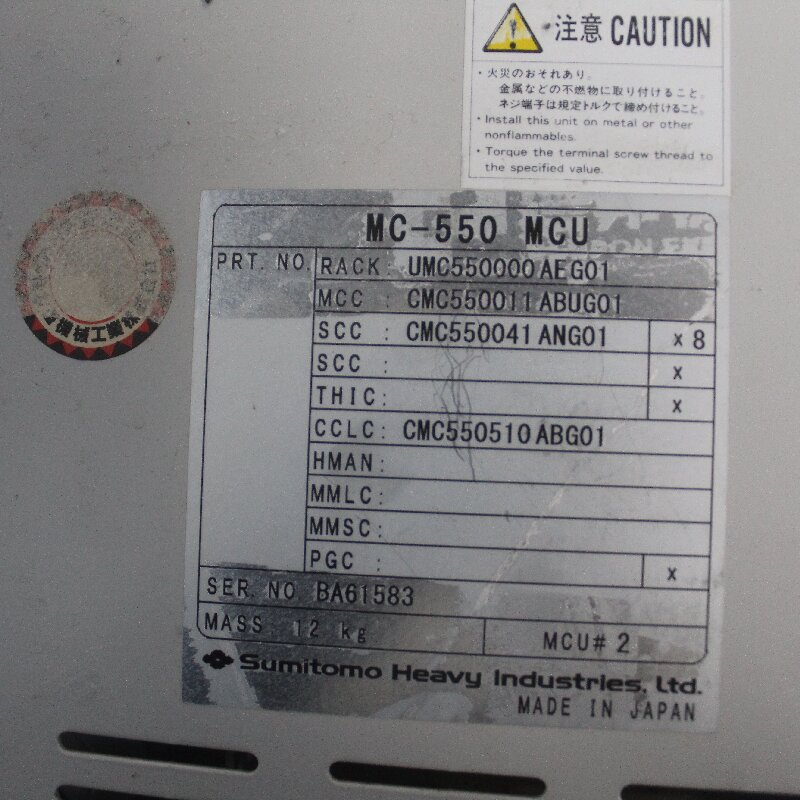 注意 CAUTION
・火災のおそれあり。
金属などの不燃物に取り付けること。
ネジ端子は規定トルクで締め付けること。
・Install this unit on metal or other
nonflammables.
・Torque the terminal screw thread to
the specified value.
MC-550 MCU
PRT. NO. RACK: UMC550000AEG01
MCC : CMC550011ABUG01
SCC : CMC550041ANG01 x 8
SCC : x
THIC: x
CCLC: CMC550510ABG01
HMAN:
MMLC:
MMSC:
PGC : x
SER. NO. BA61583
MASS 12 kg MCU# 2
Sumitomo Heavy Industries, Ltd.
MADE IN JAPAN
機械工業